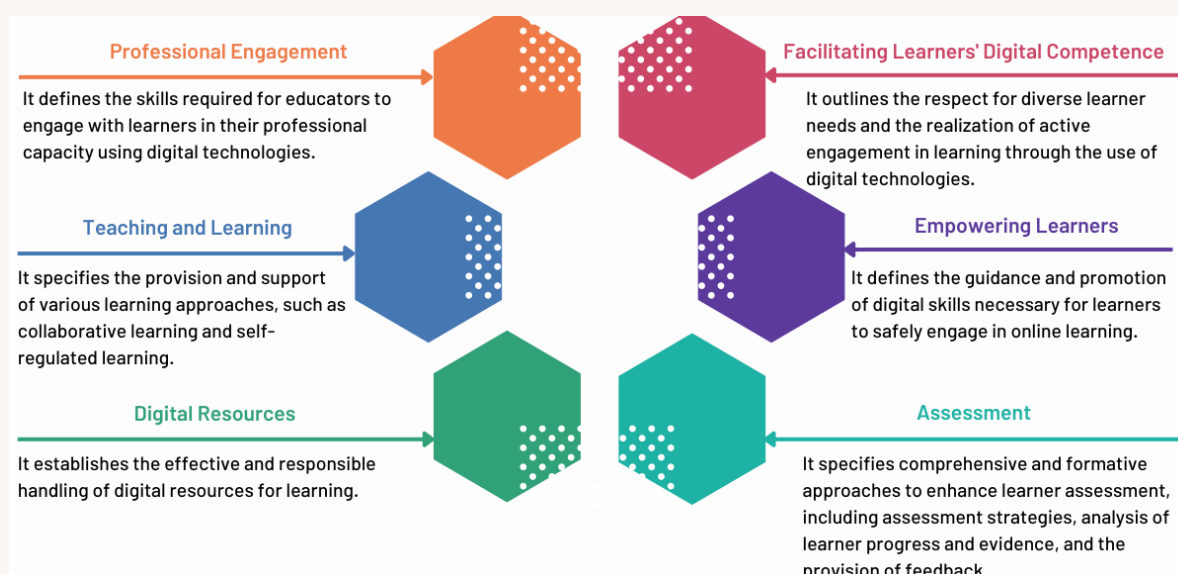 Professional Engagement
It defines the skills required for educators to
engage with learners in their professional
capacity using digital technologies.
Teaching and Learning
It specifies the provision and support
of various learning approaches, such as
collaborative learning and self-
regulated learning.
Digital Resources
It establishes the effective and responsible
handling of digital resources for learning.
Facilitating Learners' Digital Competence
It outlines the respect for diverse learner
needs and the realization of active
engagement in learning through the use of
digital technologies.
Empowering Learners
It defines the guidance and promotion
of digital skills necessary for learners
to safely engage in online learning.
Assessment
It specifies comprehensive and formative
approaches to enhance learner assessment,
including assessment strategies, analysis of
learner progress and evidence, and the
provision of feedback